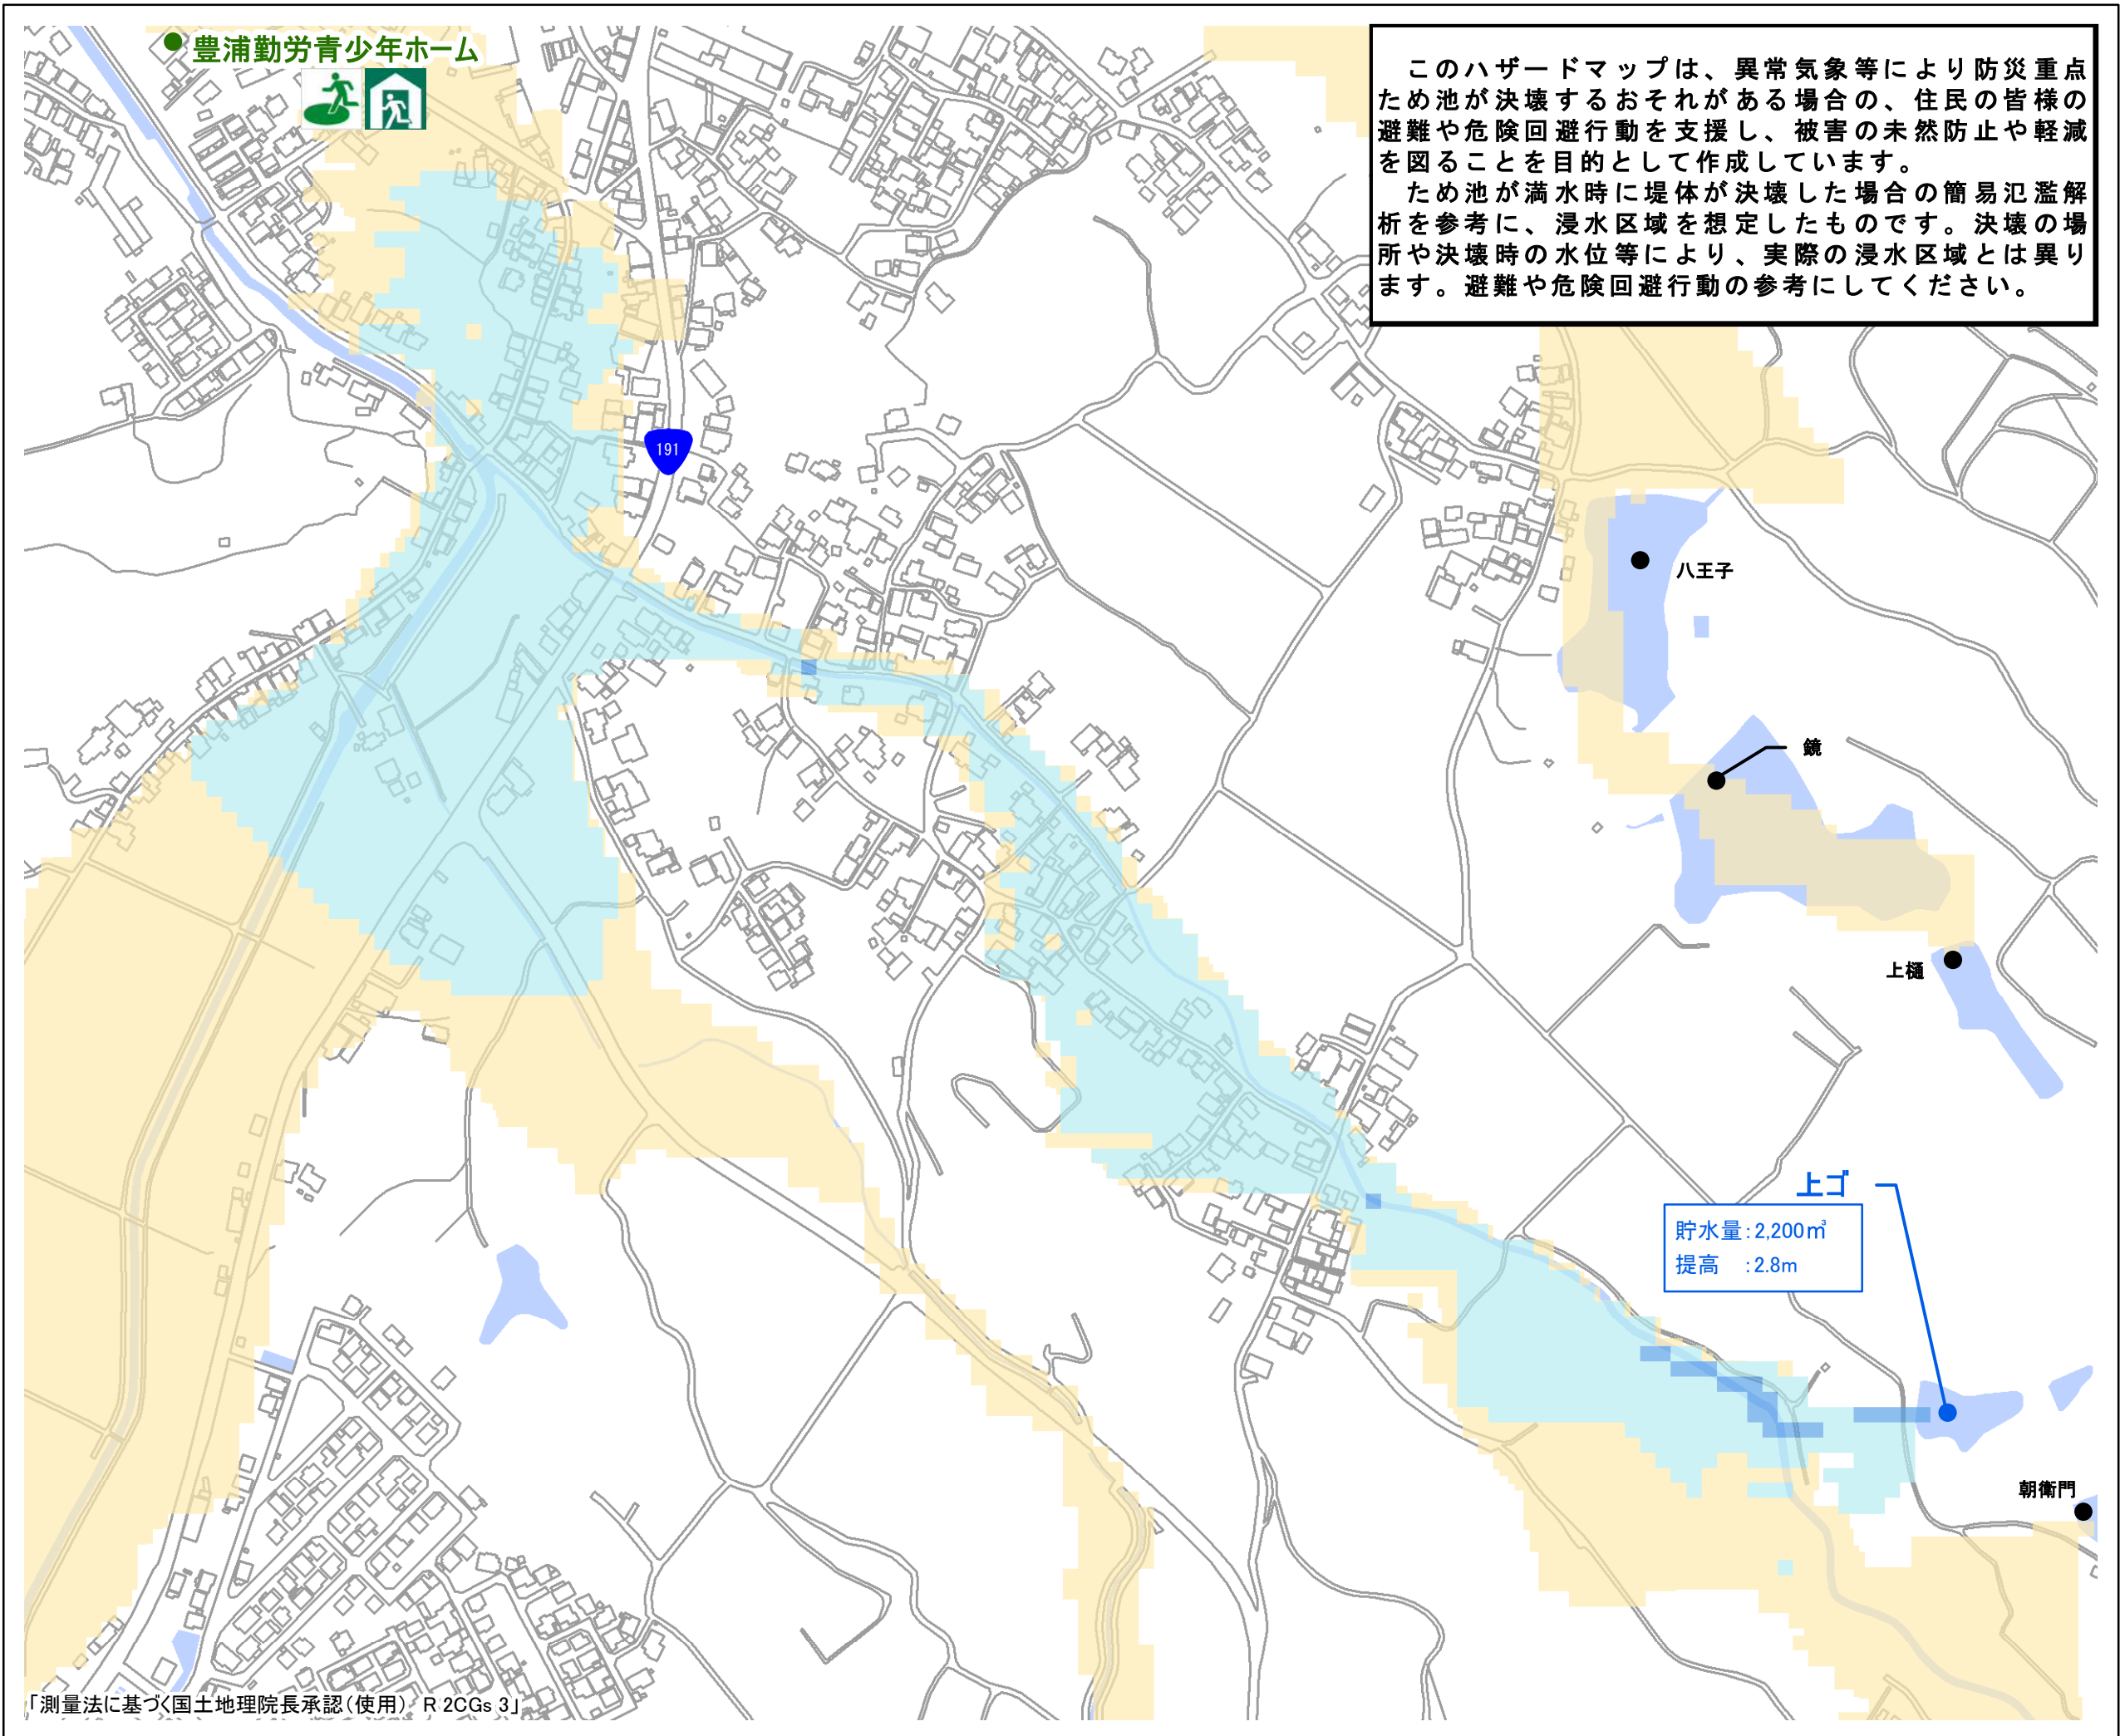 豊浦勤労青少年ホーム
このハザードマップは、異常気象等により防災重点
ため池が決壊するおそれがある場合の、住民の皆様の
避難や危険回避行動を支援し、被害の未然防止や軽減
を図ることを目的として作成しています。
ため池が満水時に堤体が決壊した場合の簡易氾濫解
析を参考に、浸水区域を想定したものです。決壊の場
所や決壊時の水位等により、実際の浸水区域とは異り
ます。避難や危険回避行動の参考にしてください。
191
八王子
鏡
上樋
上ゴ
貯水量:2,200㎥
提高 :2.8m
朝衛門
「測量法に基づく国土地理院長承認(使用) R 2CGs 3」